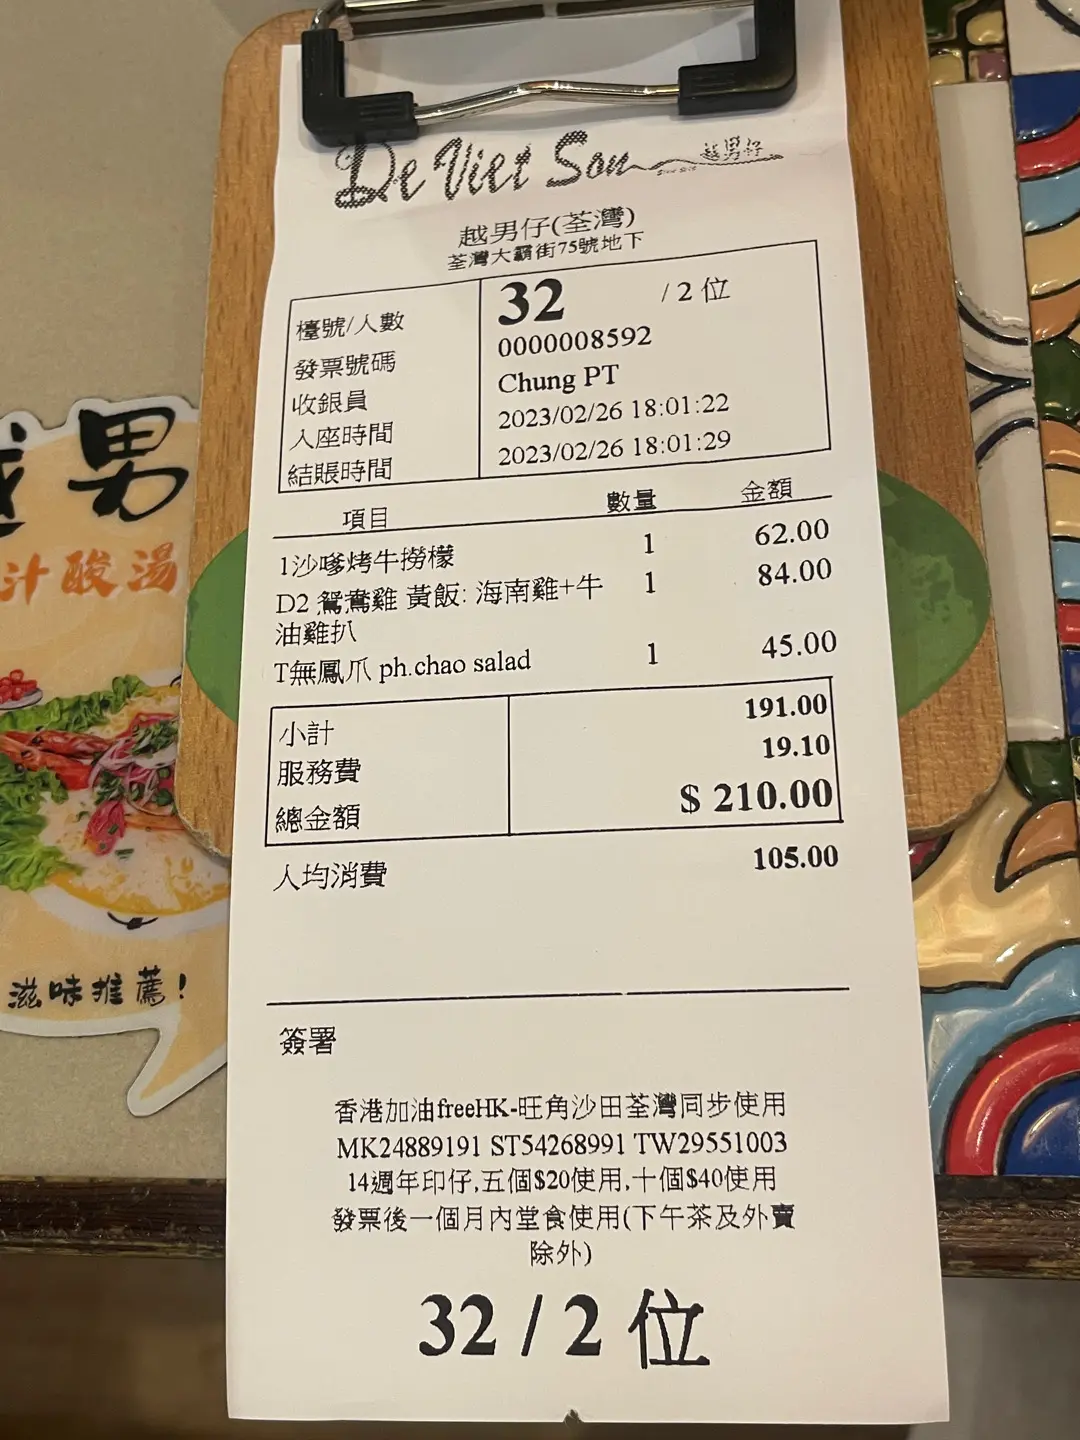 De Viet Son 越男仔
越男仔(荃灣)
荃灣大霸街75號地下
檯號/人數 32 / 2 位
發票號碼 0000008592
收銀員 Chung PT
入座時間 2023/02/26 18:01:22
結賬時間 2023/02/26 18:01:29
項目 數量 金額
1沙嗲烤牛撈檬 1 62.00
D2 鴛鴦雞 黃飯: 海南雞+牛 1 84.00
油雞扒
T無鳳爪 ph.chao salad 1 45.00
小計 191.00
服務費 19.10
總金額 $ 210.00
人均消費 105.00
簽署
香港加油freeHK-旺角沙田荃灣同步使用
MK24889191 ST54268991 TW29551003
14週年印仔,五個$20使用,十個$40使用
發票後一個月內堂食使用(下午茶及外賣
除外)
32 / 2 位
越男
汁酸湯
滋味推薦!